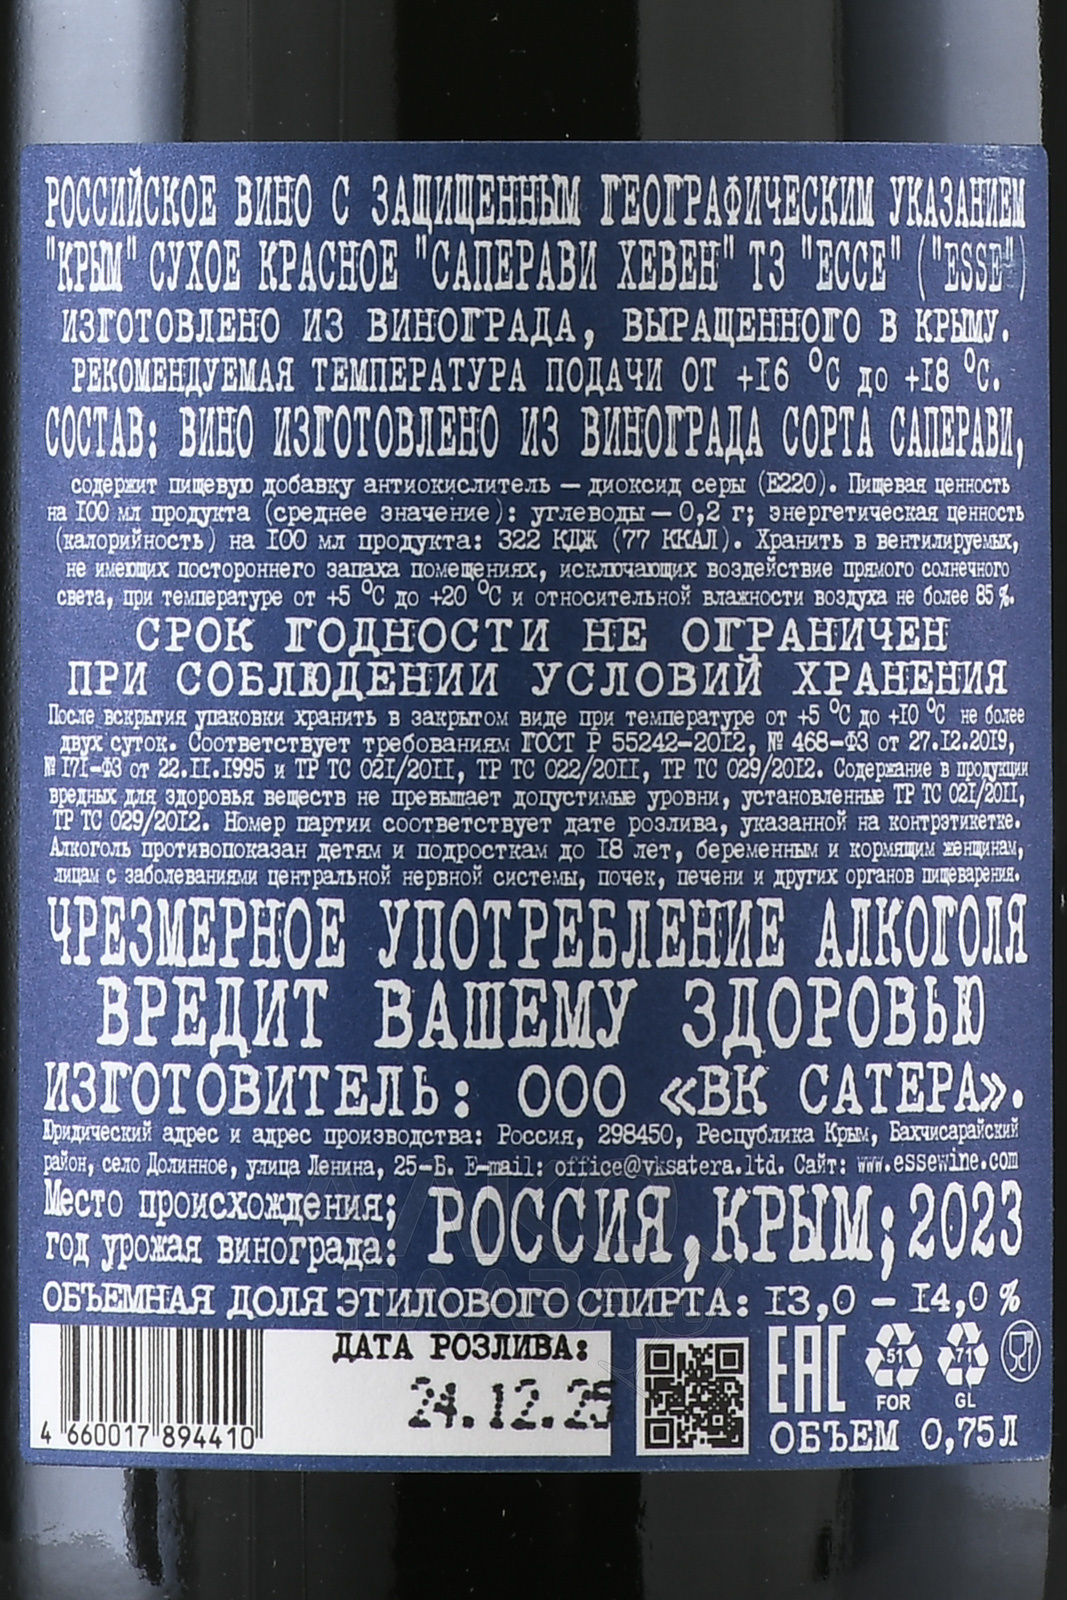 РОССИЙСКОЕ ВИНО С ЗАЩИЩЕННЫМ ГЕОГРАФИЧЕСКИМ УКАЗАНИЕМ
"КРЫМ" СУХОЕ КРАСНОЕ "САПЕРАВИ ХЕВЕН" ТЗ "ЕССЕ" ("ESSE")
ИЗГОТОВЛЕНО ИЗ ВИНОГРАДА, ВЫРАЩЕННОГО В КРЫМУ.
РЕКОМЕНДУЕМАЯ ТЕМПЕРАТУРА ПОДАЧИ ОТ +16 °С до +18 °С.
СОСТАВ: ВИНО ИЗГОТОВЛЕНО ИЗ ВИНОГРАДА СОРТА САПЕРАВИ,
содержит пищевую добавку антиокислитель – диоксид серы (Е220). Пищевая ценность
на 100 мл продукта (среднее значение): углеводы – 0,2 г; энергетическая ценность
(калорийность) на 100 мл продукта: 322 КДЖ (77 ККАЛ). Хранить в вентилируемых,
не имеющих постороннего запаха помещениях, исключающих воздействие прямого солнечного
света, при температуре от +5 °С до +20 °С и относительной влажности воздуха не более 85 %.
СРОК ГОДНОСТИ НЕ ОГРАНИЧЕН
ПРИ СОБЛЮДЕНИИ УСЛОВИЙ ХРАНЕНИЯ
После вскрытия упаковки хранить в закрытом виде при температуре от +5 °С до +10 °С не более
двух суток. Соответствует требованиям ГОСТ Р 55242-2012, № 468-ФЗ от 27.12.2019,
№ 171-ФЗ от 22.11.1995 и ТР ТС 021/2011, ТР ТС 022/2011, ТР ТС 029/2012. Содержание в продукции
вредных для здоровья веществ не превышает допустимые уровни, установленные ТР ТС 021/2011,
ТР ТС 029/2012. Номер партии соответствует дате розлива, указанной на контрэтикетке.
Алкоголь противопоказан детям и подросткам до 18 лет, беременным и кормящим женщинам,
лицам с заболеваниями центральной нервной системы, почек, печени и других органов пищеварения.
ЧРЕЗМЕРНОЕ УПОТРЕБЛЕНИЕ АЛКОГОЛЯ
ВРЕДИТ ВАШЕМУ ЗДОРОВЬЮ
ИЗГОТОВИТЕЛЬ: ООО «ВК САТЕРА».
Юридический адрес и адрес производства: Россия, 298450, Республика Крым, Бахчисарайский
район, село Долинное, улица Ленина, 25-Б. E-mail: office@vksatera.ltd. Сайт: www.essewine.com
Место происхождения;
год урожая винограда: РОССИЯ, КРЫМ; 2023
ОБЪЕМНАЯ ДОЛЯ ЭТИЛОВОГО СПИРТА: 13,0 – 14,0 %
ДАТА РОЗЛИВА:
24.12.25
4 660017 894410
EAC
51
FOR
71
GL
ОБЪЕМ 0,75Л